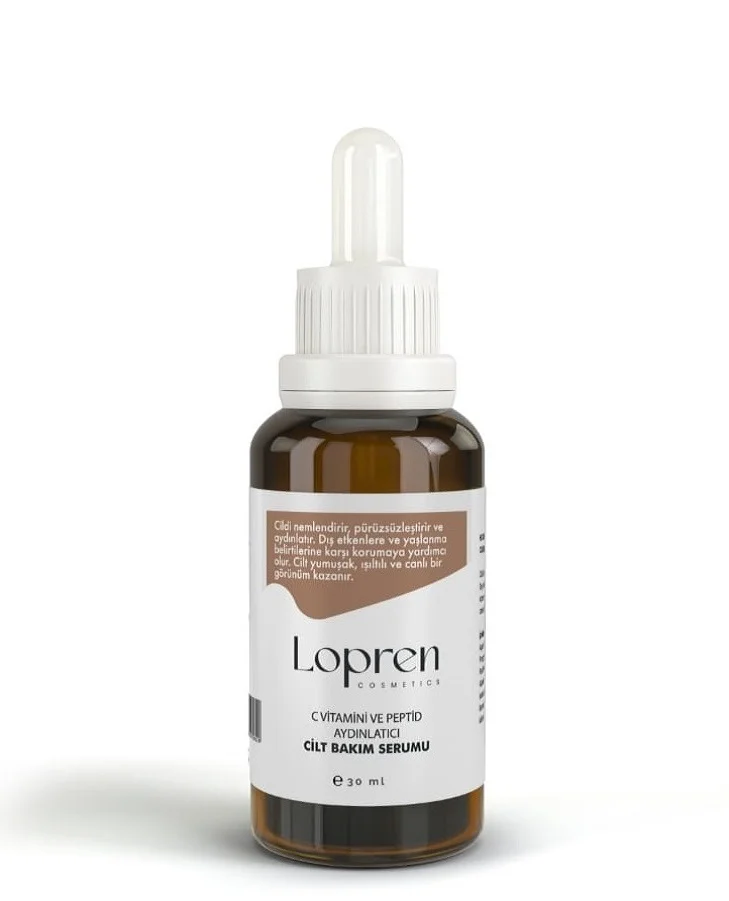 Cildi nemlendirir, pürüzsüzleştirir ve
aydınlatır. Dış etkenlere ve yaşlanma
belirtilerine karşı korumaya yardımcı
olur. Cilt yumuşak, ışıltılı ve canlı bir
görünüm kazanır.
Lopren
COSMETICS
C VİTAMİNİ VE PEPTİD
AYDINLATICI
CİLT BAKIM SERUMU
℮ 30 ml